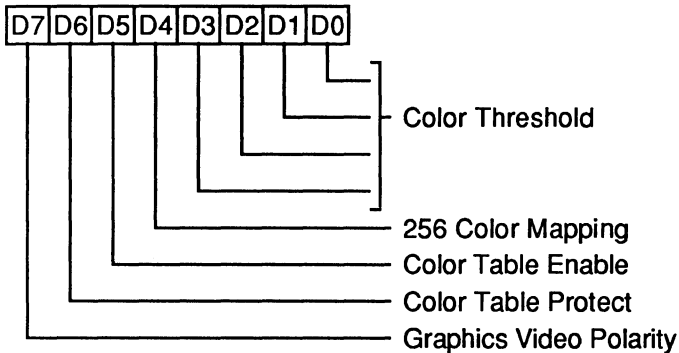 D7 D6 D5 D4 D3 D2 D1 D0
Color Threshold
256 Color Mapping
Color Table Enable
Color Table Protect
Graphics Video Polarity